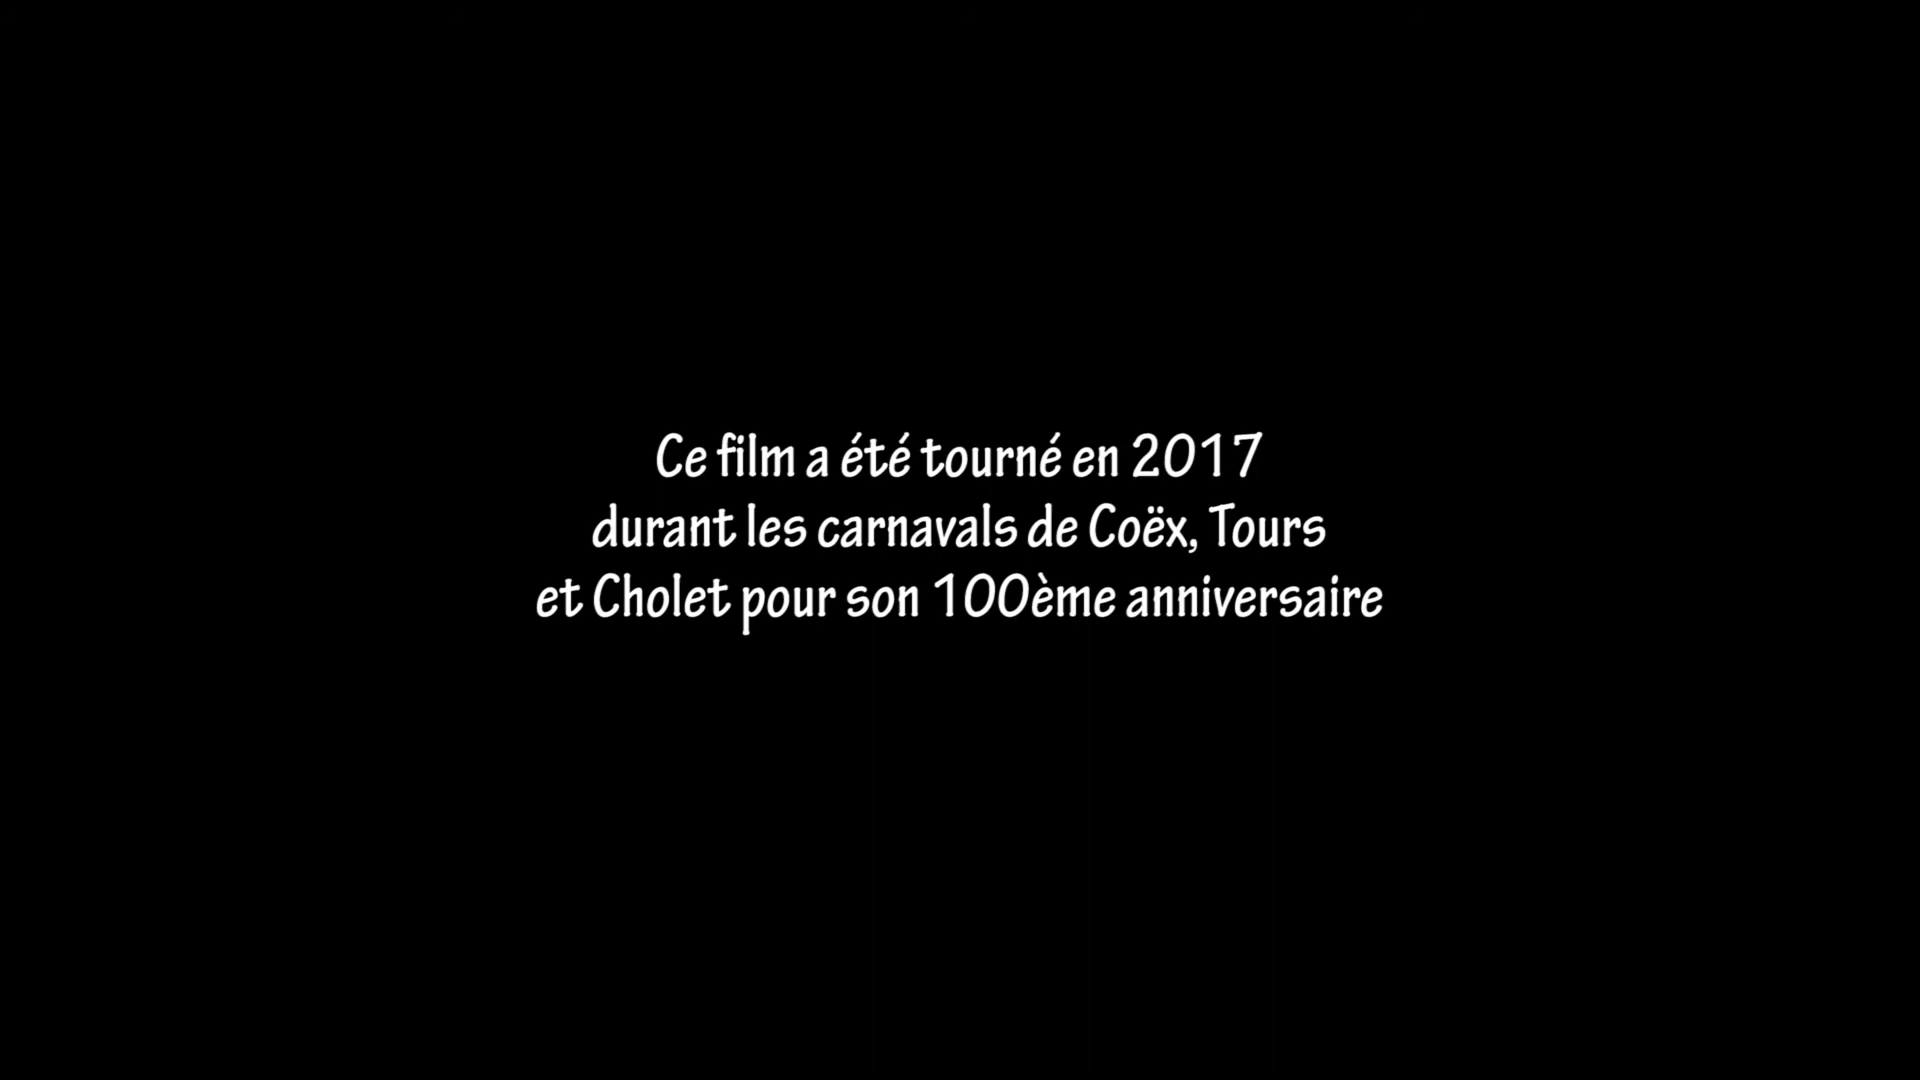 Ce film a été tourné en 2017
durant les carnavals de Coëx, Tours
et Cholet pour son 100ème anniversaire